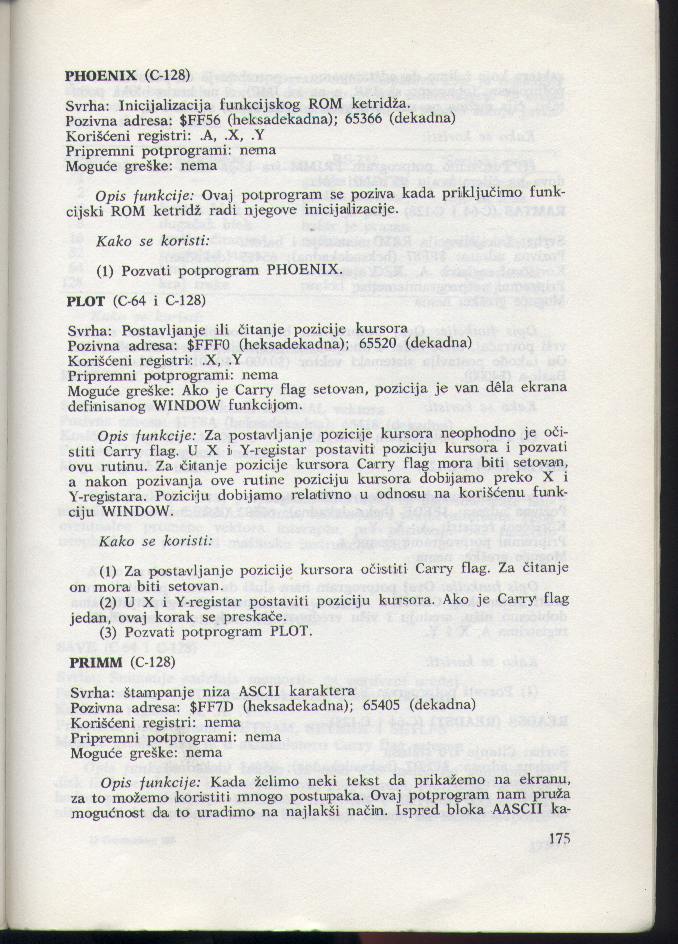 PHOENIX (C-128)
Svrha: Inicijalizacija funkcijskog ROM ketridža.
Pozivna adresa: $FF56 (heksadekadna); 65366 (dekadna)
Korišćeni registri: .A, .X, .Y
Pripremni potprogrami: nema
Moguće greške: nema
Opis funkcije: Ovaj potprogram se poziva kada priključimo funk-
cijski ROM ketridž radi njegove inicijalizacije.
Kako se koristi:
(1) Pozvati potprogram PHOENIX.
PLOT (C-64 i C-128)
Svrha: Postavljanje ili čitanje pozicije kursora
Pozivna adresa: $FFF0 (heksadekadna); 65520 (dekadna)
Korišćeni registri: .X, .Y
Pripremni potprogrami: nema
Moguće greške: Ako je Carry flag setovan, pozicija je van dêla ekrana
definisanog WINDOW funkcijom.
Opis funkcije: Za postavljanje pozicije kursora neophodno je oči-
stiti Carry flag. U X i Y-registar postaviti poziciju kursora i pozvati
ovu rutinu. Za čitanje pozicije kursora Carry flag mora biti setovan,
a nakon pozivanja ove rutine poziciju kursora dobijamo preko X i
Y-registara. Poziciju dobijamo relativno u odnosu na korišćenu funk-
ciju WINDOW.
Kako se koristi:
(1) Za postavljanje pozicije kursora očistiti Carry flag. Za čitanje
on mora biti setovan.
(2) U X i Y-registar postaviti poziciju kursora. Ako je Carry flag
jedan, ovaj korak se preskače.
(3) Pozvati potprogram PLOT.
PRIMM (C-128)
Svrha: štampanje niza ASCII karaktera
Pozivna adresa: $FF7D (heksadekadna); 65405 (dekadna)
Korišćeni registri: nema
Pripremni potprogrami: nema
Moguće greške: nema
Opis funkcije: Kada želimo neki tekst da prikažemo na ekranu,
za to možemo koristiti mnogo postupaka. Ovaj potprogram nam pruža
mogućnost da to uradimo na najlakši način. Ispred bloka AASCII ka-
175